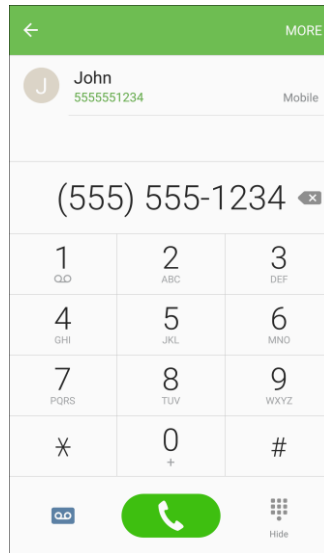 MORE
J
John
5555551234 Mobile
(555) 555-1234
1 2 3
ABC DEF
4 5 6
GHI JKL MNO
7 8 9
PQRS TUV WXYZ
* 0 #
+
Hide